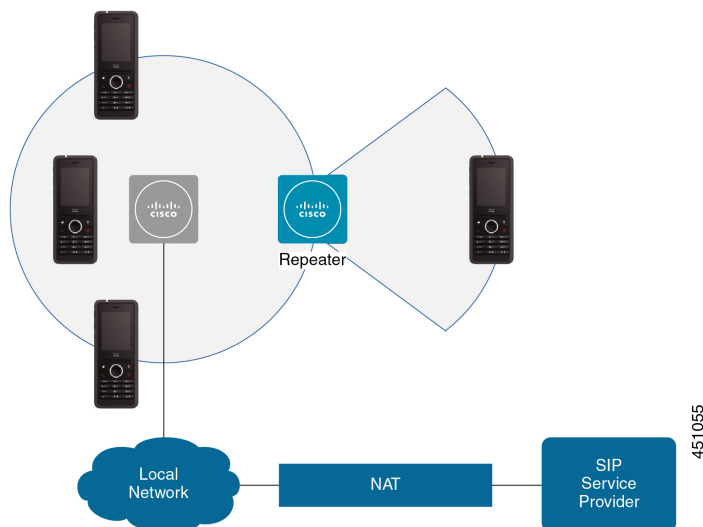 CISCO
CISCO
Repeater
451055
Local
Network
NAT
SIP
Service
Provider